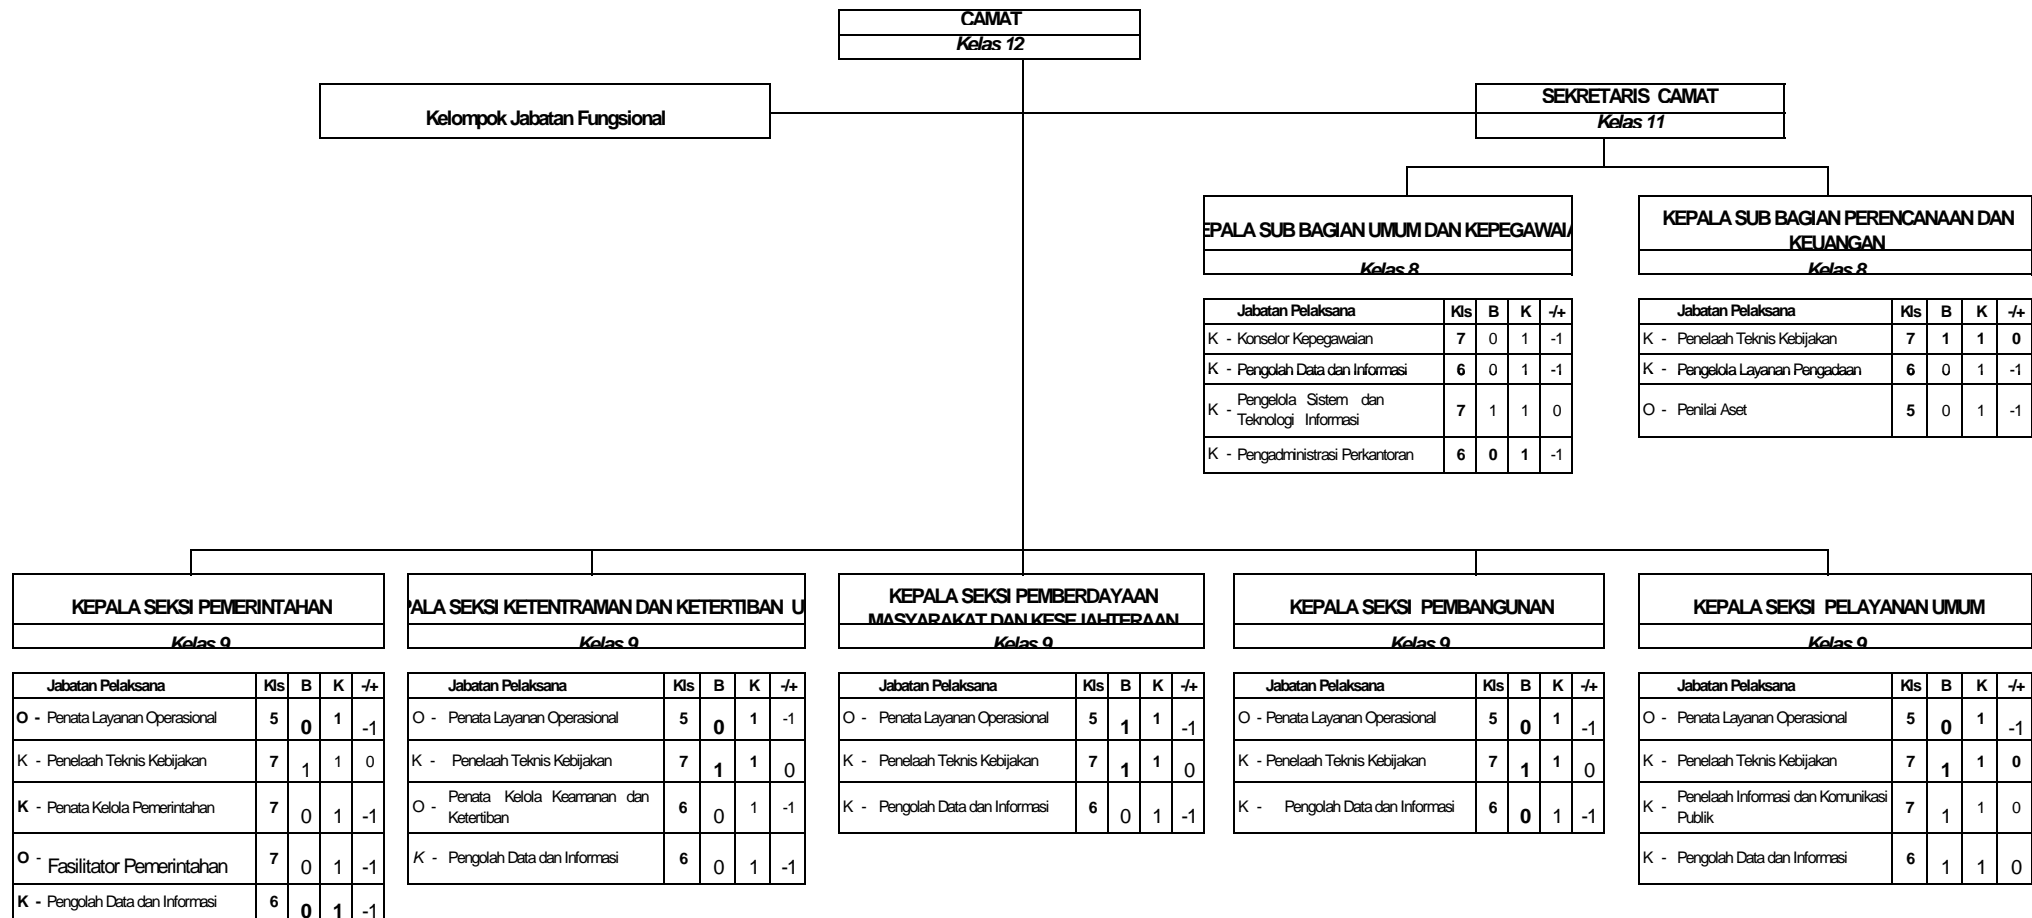 CAMAT
Kelas 12
Kelompok Jabatan Fungsional
SEKRETARIS CAMAT
Kelas 11
EPALA SUB BAGIAN UMUM DAN KEPEGAWAIA
Kelas 8
KEPALA SUB BAGIAN PERENCANAAN DAN
KEUANGAN
Kelas 8
Jabatan Pelaksana Kls B K -/+
K - Konselor Kepegawaian 7 0 1 -1
K - Pengolah Data dan Informasi 6 0 1 -1
K - Pengelola Sistem dan
Teknologi Informasi 7 1 1 0
K - Pengadministrasi Perkantoran 6 0 1 -1
Jabatan Pelaksana Kls B K -/+
K - Penelaah Teknis Kebijakan 7 1 1 0
K - Pengelola Layanan Pengadaan 6 0 1 -1
O - Penilai Aset 5 0 1 -1
KEPALA SEKSI PEMERINTAHAN
Kelas 9
Jabatan Pelaksana Kls B K -/+
O - Penata Layanan Operasional 5 0 1 -1
K - Penelaah Teknis Kebijakan 7 1 1 0
K - Penata Kelola Pemerintahan 7 0 1 -1
O - Fasilitator Pemerintahan 7 0 1 -1
K - Pengolah Data dan Informasi 6 0 1 -1
PALA SEKSI KETENTRAMAN DAN KETERTIBAN U
Kelas 9
Jabatan Pelaksana Kls B K -/+
O - Penata Layanan Operasional 5 0 1 -1
K - Penelaah Teknis Kebijakan 7 1 1 0
O - Penata Kelola Keamanan dan
Ketertiban 6 0 1 -1
K - Pengolah Data dan Informasi 6 0 1 -1
KEPALA SEKSI PEMBERDAYAAN
MASYARAKAT DAN KESEJAHTERAAN
Kelas 9
Jabatan Pelaksana Kls B K -/+
O - Penata Layanan Operasional 5 1 1 -1
K - Penelaah Teknis Kebijakan 7 1 1 0
K - Pengolah Data dan Informasi 6 0 1 -1
KEPALA SEKSI PEMBANGUNAN
Kelas 9
Jabatan Pelaksana Kls B K -/+
O - Penata Layanan Operasional 5 0 1 -1
K - Penelaah Teknis Kebijakan 7 1 1 0
K - Pengolah Data dan Informasi 6 0 1 -1
KEPALA SEKSI PELAYANAN UMUM
Kelas 9
Jabatan Pelaksana Kls B K -/+
O - Penata Layanan Operasional 5 0 1 -1
K - Penelaah Teknis Kebijakan 7 1 1 0
K - Penelaah Informasi dan Komunikasi
Publik 7 1 1 0
K - Pengolah Data dan Informasi 6 1 1 0